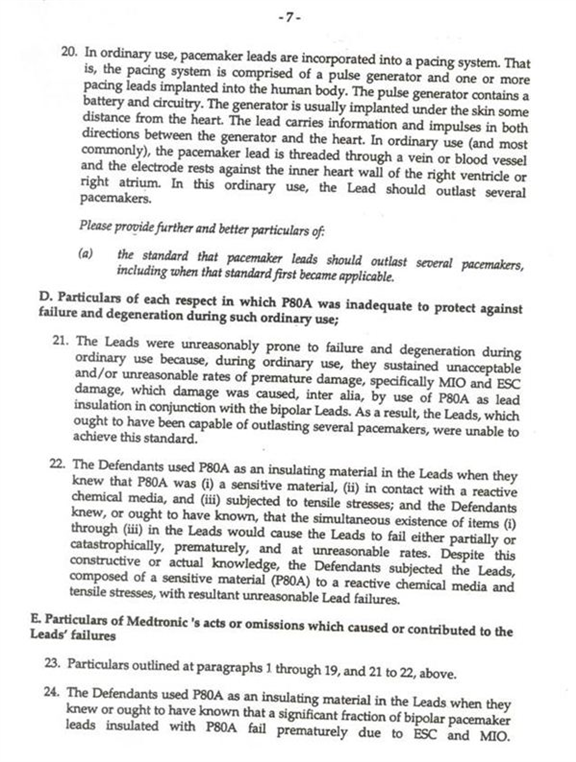 - 7 -
20. In ordinary use, pacemaker leads are incorporated into a pacing system. That
is, the pacing system is comprised of a pulse generator and one or more
pacing leads implanted into the human body. The pulse generator contains a
battery and circuitry. The generator is usually implanted under the skin some
distance from the heart. The lead carries information and impulses in both
directions between the generator and the heart. In ordinary use (and most
commonly), the pacemaker lead is threaded through a vein or blood vessel
and the electrode rests against the inner heart wall of the right ventricle or
right atrium. In this ordinary use, the Lead should outlast several
pacemakers.
Please provide further and better particulars of:
(a) the standard that pacemaker leads should outlast several pacemakers,
including when that standard first became applicable.
D. Particulars of each respect in which P80A was inadequate to protect against
failure and degeneration during such ordinary use;
21. The Leads were unreasonably prone to failure and degeneration during
ordinary use because, during ordinary use, they sustained unacceptable
and/or unreasonable rates of premature damage, specifically MIO and ESC
damage, which damage was caused, inter alia, by use of P80A as lead
insulation in conjunction with the bipolar Leads. As a result, the Leads, which
ought to have been capable of outlasting several pacemakers, were unable to
achieve this standard.
22. The Defendants used P80A as an insulating material in the Leads when they
knew that P80A was (i) a sensitive material, (ii) in contact with a reactive
chemical media, and (iii) subjected to tensile stresses; and the Defendants
knew, or ought to have known, that the simultaneous existence of items (i)
through (iii) in the Leads would cause the Leads to fail either partially or
catastrophically, prematurely, and at unreasonable rates. Despite this
constructive or actual knowledge, the Defendants subjected the Leads,
composed of a sensitive material (P80A) to a reactive chemical media and
tensile stresses, with resultant unreasonable Lead failures.
E. Particulars of Medtronic 's acts or omissions which caused or contributed to the
Leads' failures
23. Particulars outlined at paragraphs 1 through 19, and 21 to 22, above.
24. The Defendants used P80A as an insulating material in the Leads when they
knew or ought to have known that a significant fraction of bipolar pacemaker
leads insulated with P80A fail prematurely due to ESC and MIO.